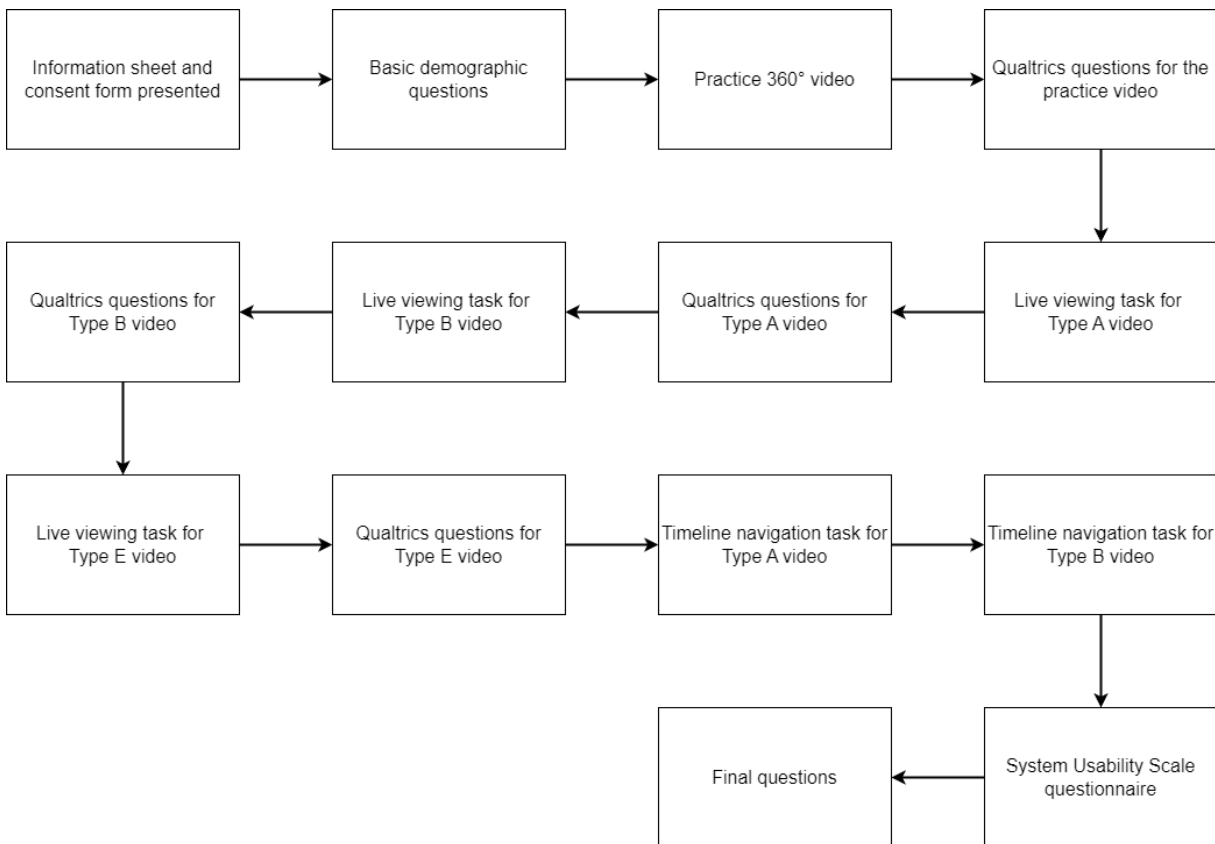 Information sheet and
consent form presented
Basic demographic
questions
Practice 360° video
Qualtrics questions for the
practice video
Live viewing task for
Type A video
Qualtrics questions for
Type A video
Live viewing task for
Type B video
Qualtrics questions for
Type B video
Live viewing task for
Type E video
Qualtrics questions for
Type E video
Timeline navigation task for
Type A video
Timeline navigation task for
Type B video
System Usability Scale
questionnaire
Final questions